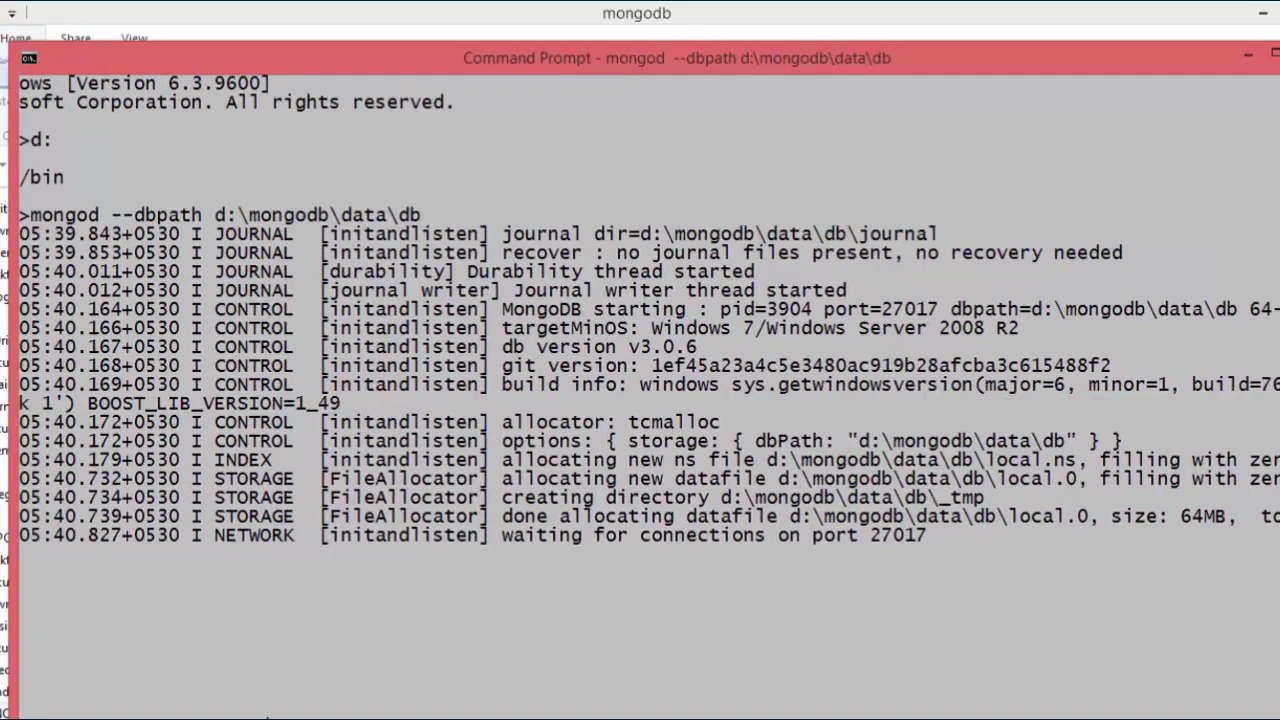 mongodb
Home Share View
Command Prompt - mongod --dbpath d:\mongodb\data\db
ows [Version 6.3.9600]
soft Corporation. All rights reserved.
>d:
/bin
>mongod --dbpath d:\mongodb\data\db
05:39.843+0530 I JOURNAL [initandlisten] journal dir=d:\mongodb\data\db\journal
05:39.853+0530 I JOURNAL [initandlisten] recover : no journal files present, no recovery needed
05:40.011+0530 I JOURNAL [durability] Durability thread started
05:40.012+0530 I JOURNAL [journal writer] Journal writer thread started
05:40.164+0530 I CONTROL [initandlisten] MongoDB starting : pid=3904 port=27017 dbpath=d:\mongodb\data\db 64-
05:40.166+0530 I CONTROL [initandlisten] targetMinOS: Windows 7/Windows Server 2008 R2
05:40.167+0530 I CONTROL [initandlisten] db version v3.0.6
05:40.168+0530 I CONTROL [initandlisten] git version: 1ef45a23a4c5e3480ac919b28afcba3c615488f2
05:40.169+0530 I CONTROL [initandlisten] build info: windows sys.getwindowsversion(major=6, minor=1, build=76
k 1') BOOST_LIB_VERSION=1_49
05:40.172+0530 I CONTROL [initandlisten] allocator: tcmalloc
05:40.172+0530 I CONTROL [initandlisten] options: { storage: { dbPath: "d:\mongodb\data\db" } }
05:40.179+0530 I INDEX [initandlisten] allocating new ns file d:\mongodb\data\db\local.ns, filling with zer
05:40.732+0530 I STORAGE [FileAllocator] allocating new datafile d:\mongodb\data\db\local.0, filling with zer
05:40.734+0530 I STORAGE [FileAllocator] creating directory d:\mongodb\data\db\_tmp
05:40.739+0530 I STORAGE [FileAllocator] done allocating datafile d:\mongodb\data\db\local.0, size: 64MB, to
05:40.827+0530 I NETWORK [initandlisten] waiting for connections on port 27017